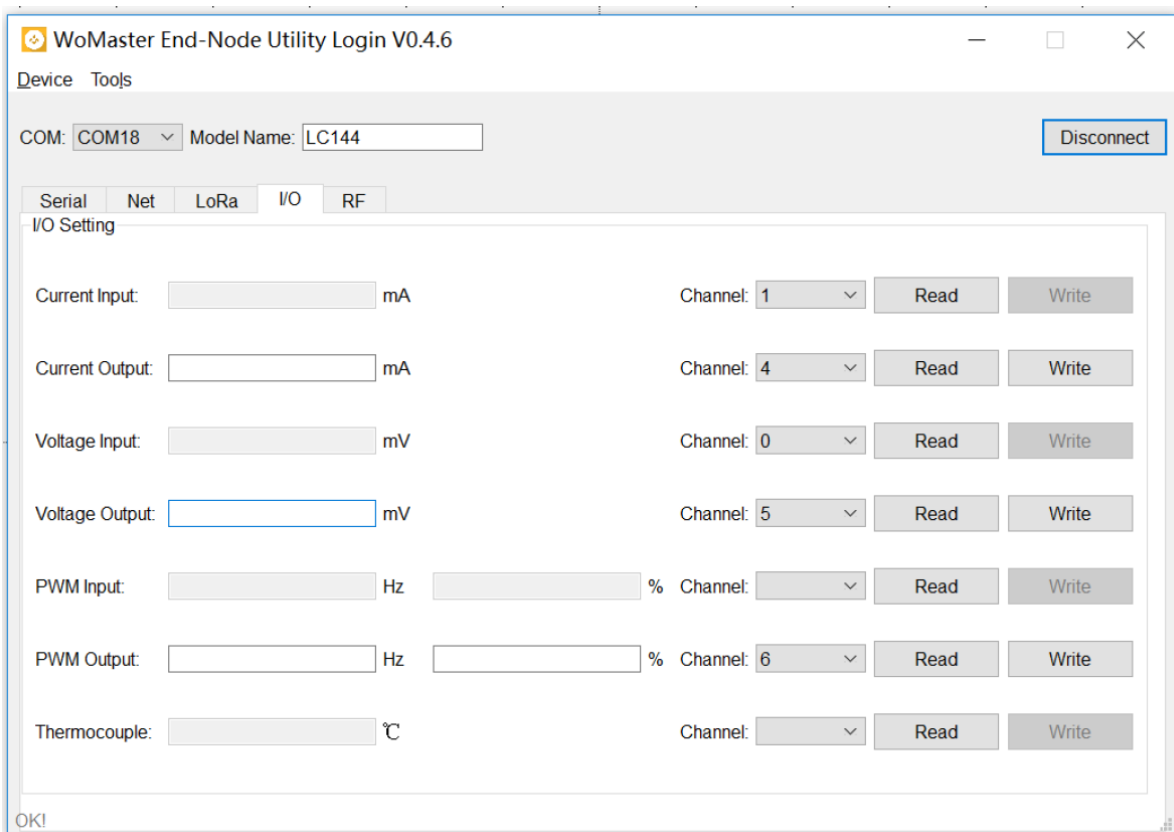 WoMaster End-Node Utility Login V0.4.6
Device Tools
COM: COM18 Model Name: LC144 Disconnect
Serial Net LoRa I/O RF
I/O Setting
Current Input: mA Channel: 1 Read Write
Current Output: mA Channel: 4 Read Write
Voltage Input: mV Channel: 0 Read Write
Voltage Output: mV Channel: 5 Read Write
PWM Input: Hz % Channel: Read Write
PWM Output: Hz % Channel: 6 Read Write
Thermocouple: ℃ Channel: Read Write
OK!